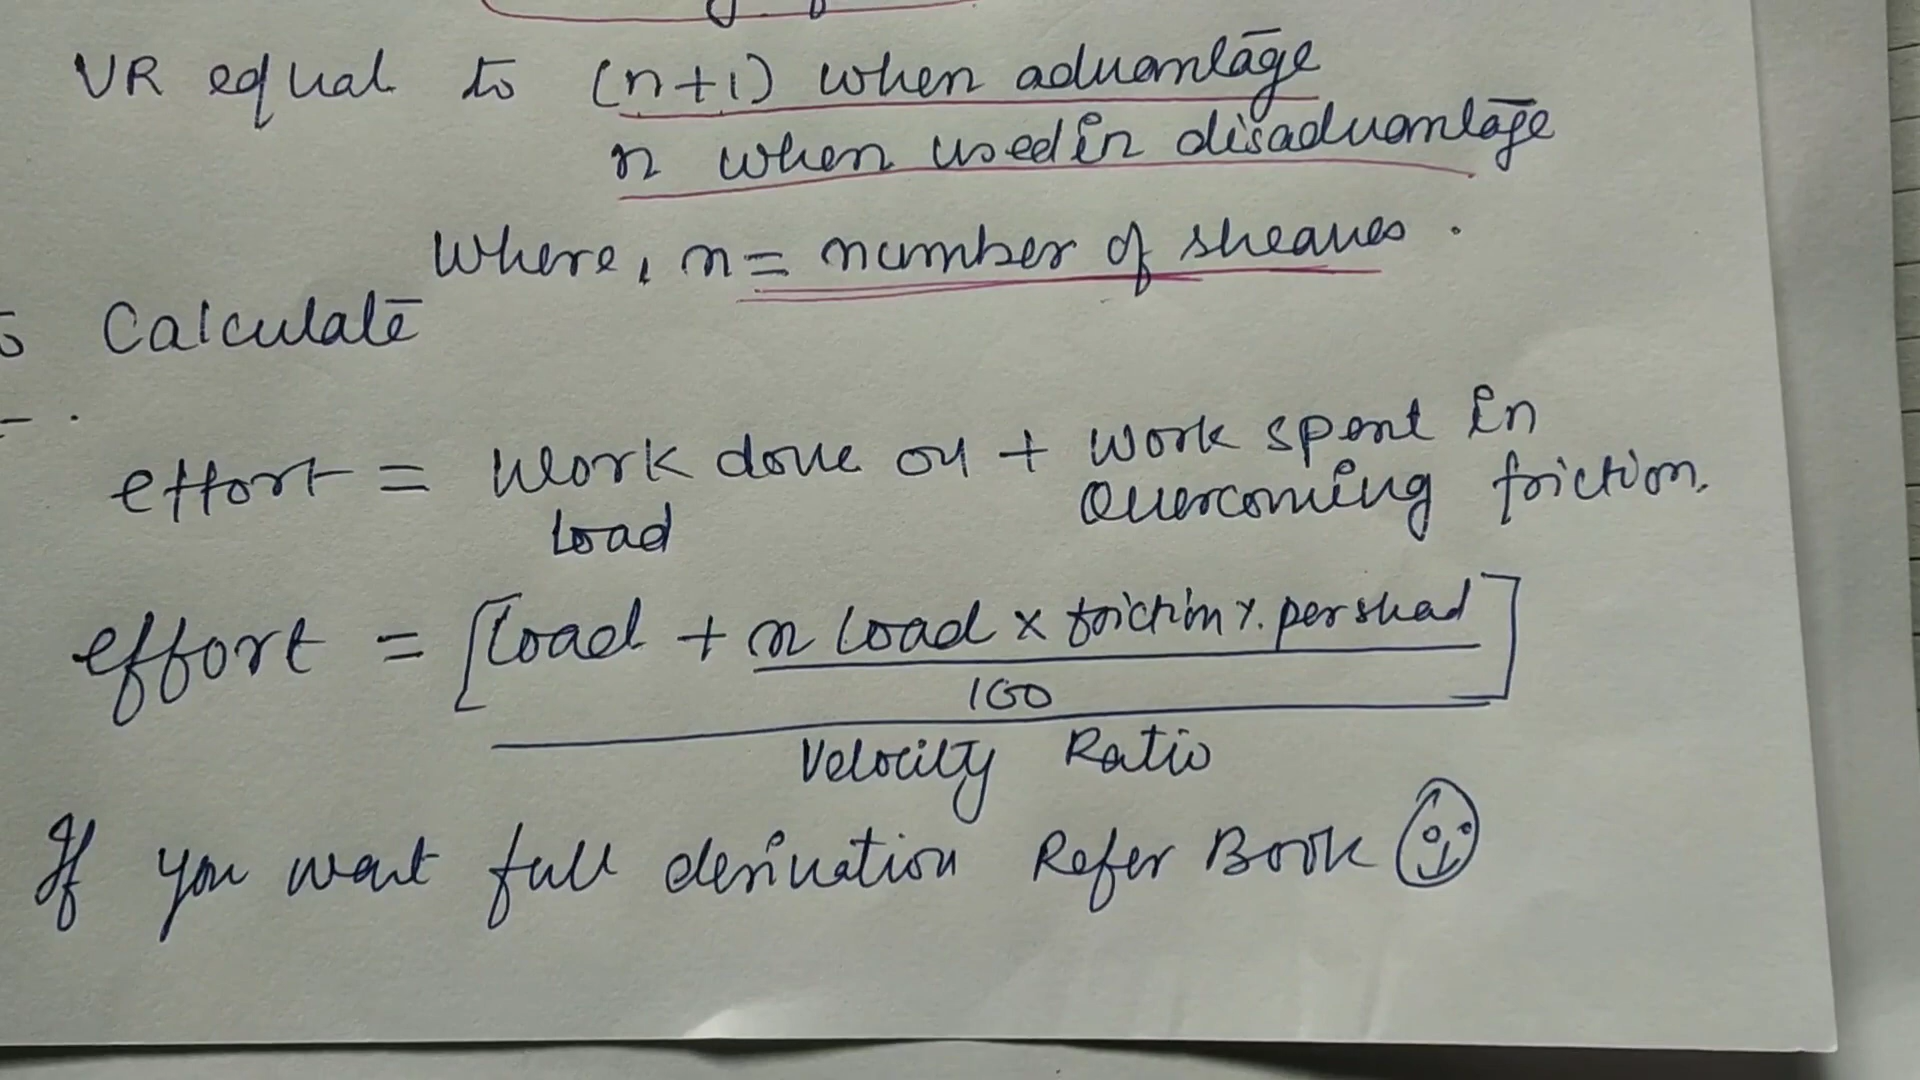 VR equal to (n+1) when advantage
n when used in disadvantage
Where, n = number of sheaves.
Calculate
effort = Work done on + Work spent in
load overcoming friction.
effort = [load + n load × friction %. per shead
100 ]
Velocity Ratio
If you want full derivation Refer Book